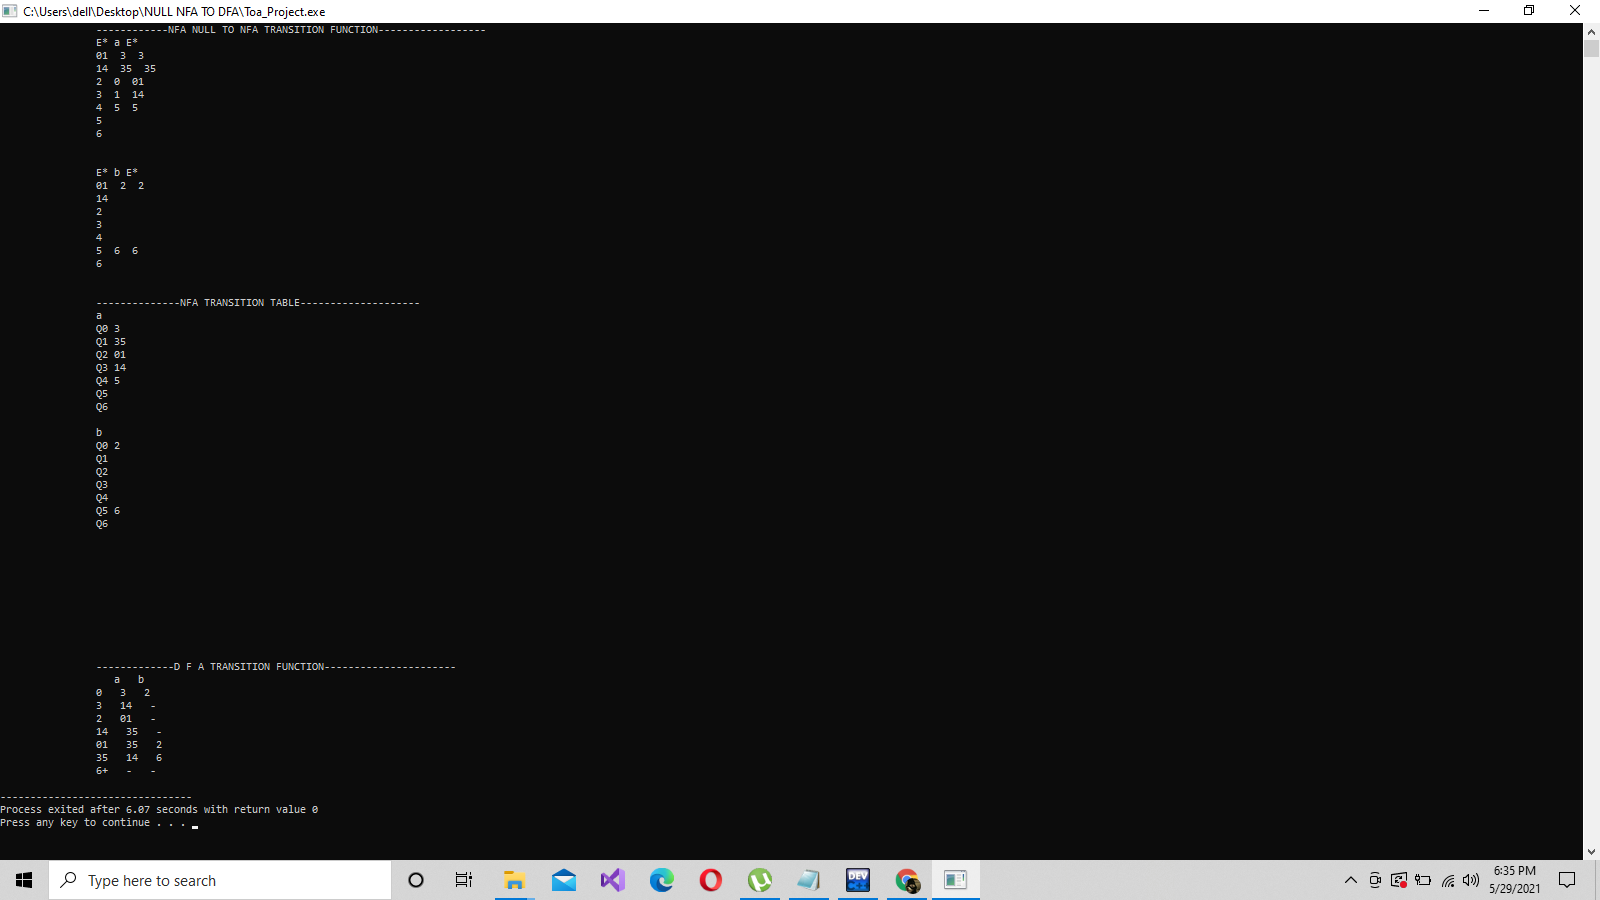 C:\Users\dell\Desktop\NULL NFA TO DFA\Toa_Project.exe
------------NFA NULL TO NFA TRANSITION FUNCTION------------------
E* a E*
01  3  3
14  35  35
2  0  01
3  1  14
4  5  5
5
6
E* b E*
01  2  2
14
2
3
4
5  6  6
6
--------------NFA TRANSITION TABLE--------------------
a
Q0 3
Q1 35
Q2 01
Q3 14
Q4 5
Q5
Q6
b
Q0 2
Q1
Q2
Q3
Q4
Q5 6
Q6
-------------D F A TRANSITION FUNCTION----------------------
a   b
0   3   2
3   14   -
2   01   -
14   35   -
01   35   2
35   14   6
6+   -   -
--------------------------------
Process exited after 6.07 seconds with return value 0
Press any key to continue . . .
Type here to search
DEV
6:35 PM
5/29/2021